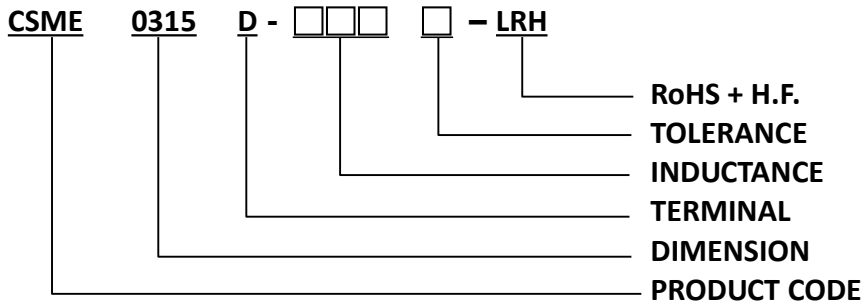 CSME 0315 D - □□□ □ – LRH
RoHS + H.F.
TOLERANCE
INDUCTANCE
TERMINAL
DIMENSION
PRODUCT CODE